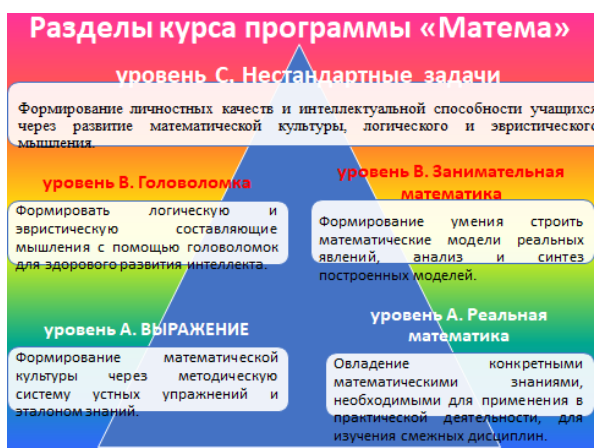 Разделы курса программы «Матема»
уровень С. Нестандартные задачи
Формирование личностных качеств и интеллектуальной способности учащихся
через развитие математической культуры, логического и эвристического
мышления.
уровень В. Головоломка
Формировать логическую и
эвристическую составляющие
мышления с помощью головоломок
для здорового развития интеллекта.
уровень В. Занимательная
математика
Формирование умения строить
математические модели реальных
явлений, анализ и синтез
построенных моделей.
уровень А. ВЫРАЖЕНИЕ
Формирование математической
культуры через методическую
систему устных упражнений и
эталоном знаний.
уровень А. Реальная
математика
Овладение конкретными
математическими знаниями,
необходимыми для применения в
практической деятельности, для
изучения смежных дисциплин.